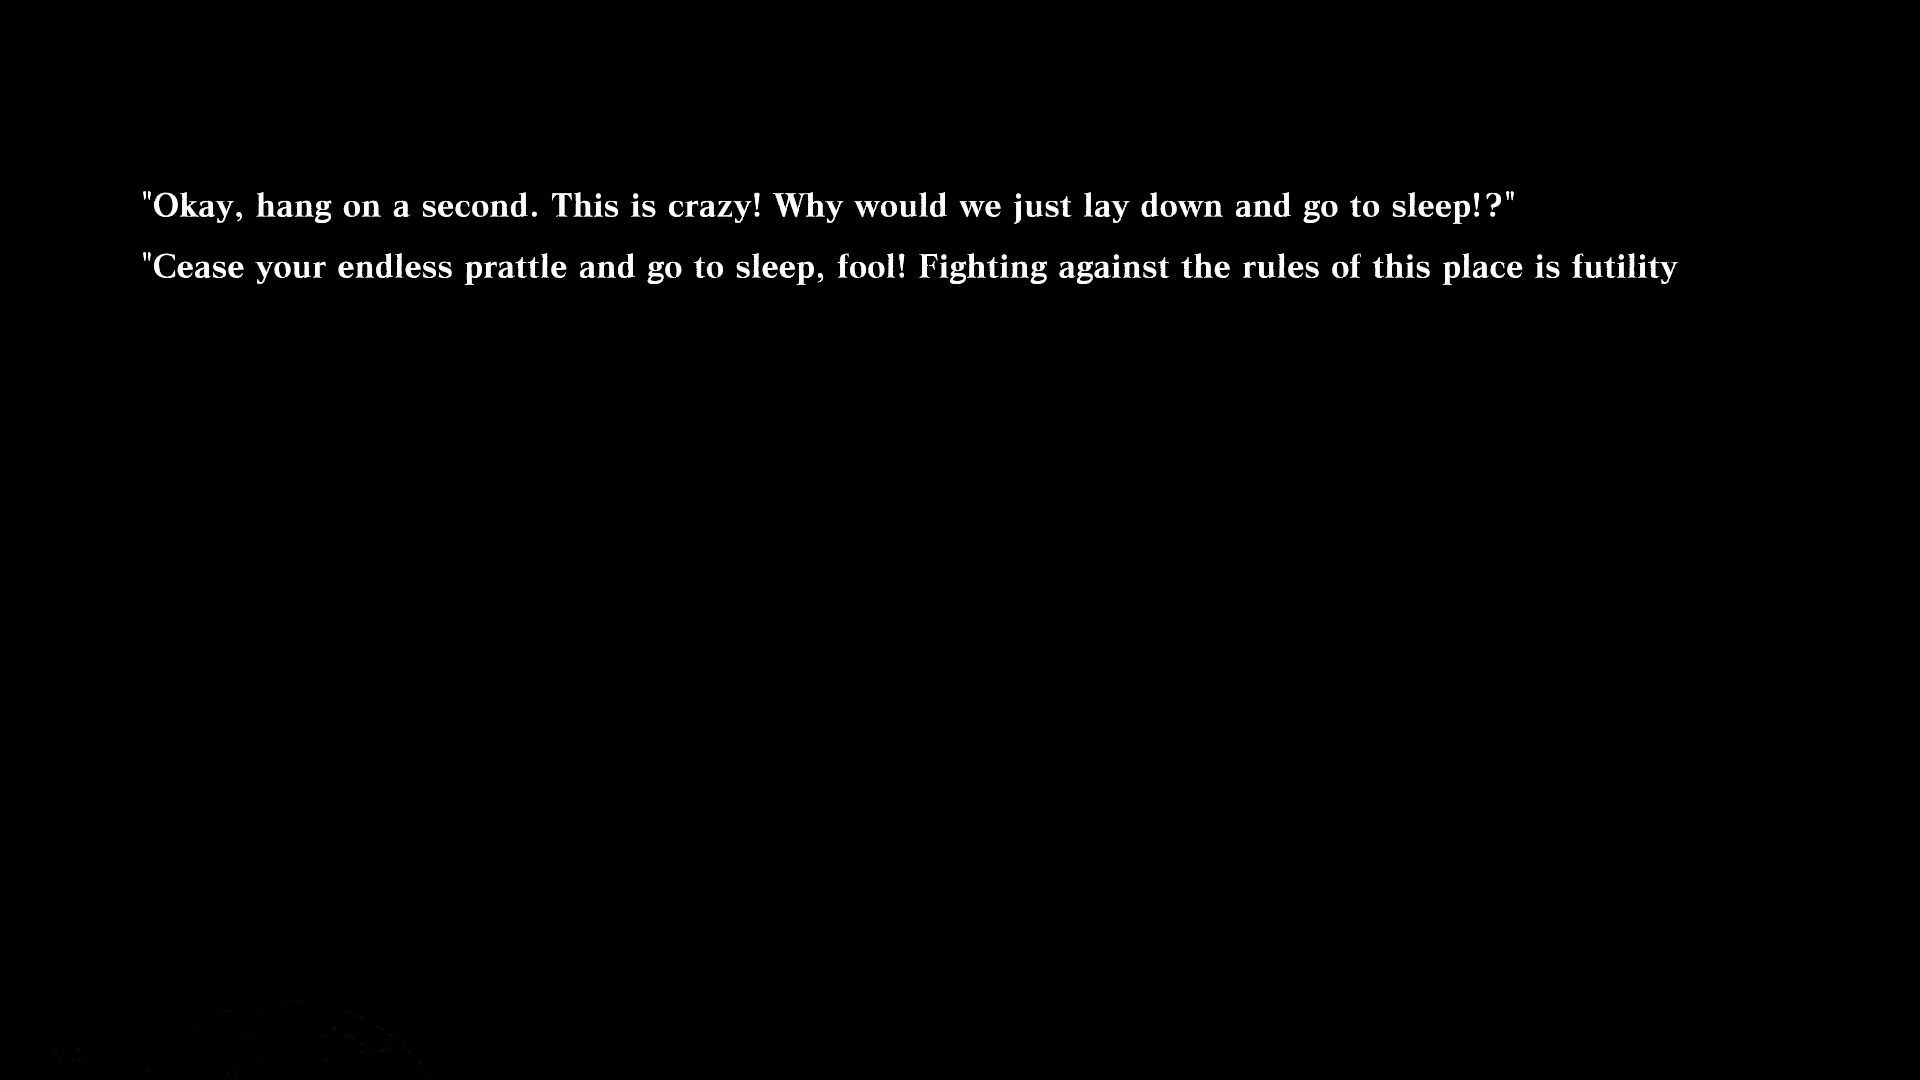 "Okay, hang on a second. This is crazy! Why would we just lay down and go to sleep!?"
"Cease your endless prattle and go to sleep, fool! Fighting against the rules of this place is futility